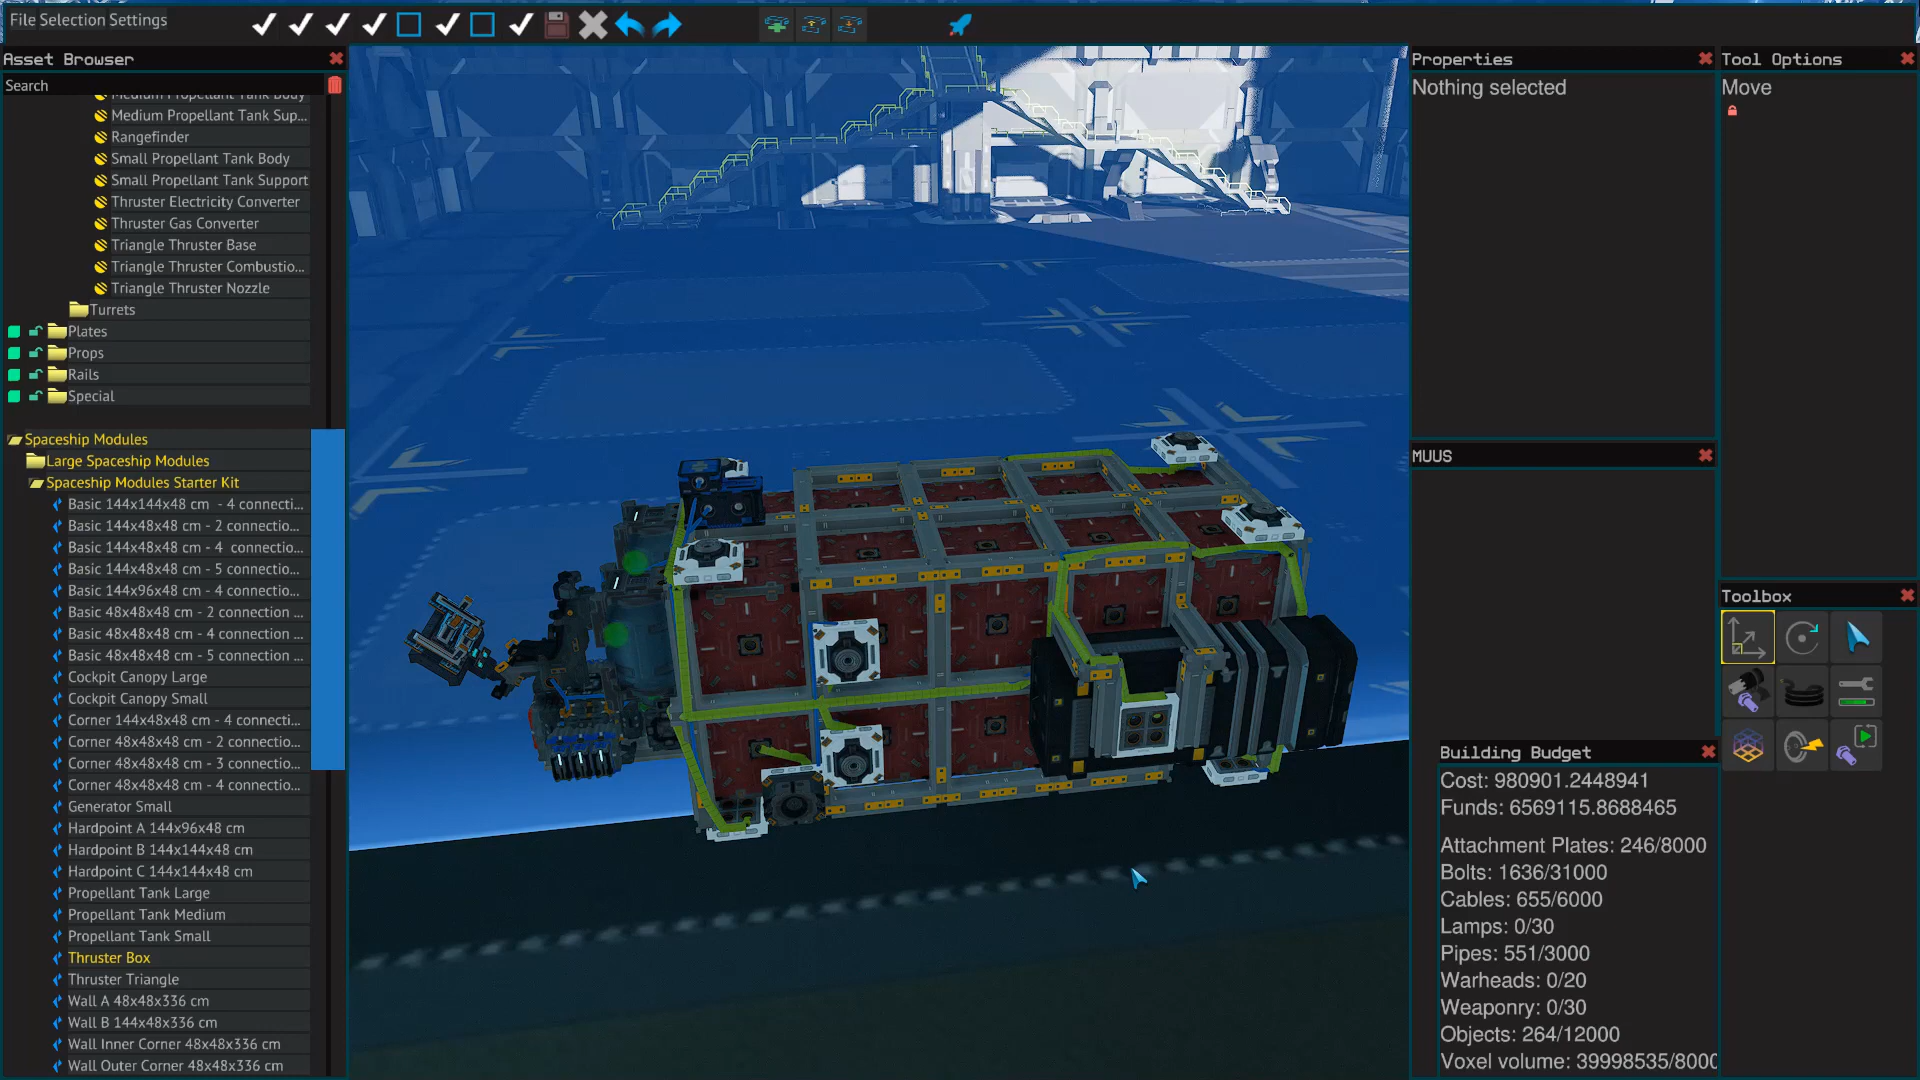 File Selection Settings
Asset Browser
Search
Medium Propellant Tank Body
Medium Propellant Tank Sup...
Rangefinder
Small Propellant Tank Body
Small Propellant Tank Support
Thruster Electricity Converter
Thruster Gas Converter
Triangle Thruster Base
Triangle Thruster Combustio...
Triangle Thruster Nozzle
Turrets
Plates
Props
Rails
Special
Spaceship Modules
Large Spaceship Modules
Spaceship Modules Starter Kit
Basic 144x144x48 cm - 4 connecti...
Basic 144x48x48 cm - 2 connectio...
Basic 144x48x48 cm - 4 connectio...
Basic 144x48x48 cm - 5 connectio...
Basic 144x96x48 cm - 4 connectio...
Basic 48x48x48 cm - 2 connection ...
Basic 48x48x48 cm - 4 connection ...
Basic 48x48x48 cm - 5 connection ...
Cockpit Canopy Large
Cockpit Canopy Small
Corner 144x48x48 cm - 4 connecti...
Corner 48x48x48 cm - 2 connectio...
Corner 48x48x48 cm - 3 connectio...
Corner 48x48x48 cm - 4 connectio...
Generator Small
Hardpoint A 144x96x48 cm
Hardpoint B 144x144x48 cm
Hardpoint C 144x144x48 cm
Propellant Tank Large
Propellant Tank Medium
Propellant Tank Small
Thruster Box
Thruster Triangle
Wall A 48x48x336 cm
Wall B 144x48x336 cm
Wall Inner Corner 48x48x336 cm
Wall Outer Corner 48x48x336 cm
Properties
Nothing selected
MUUS
Tool Options
Move
Toolbox
Building Budget
Cost: 980901.2448941
Funds: 6569115.8688465
Attachment Plates: 246/8000
Bolts: 1636/31000
Cables: 655/6000
Lamps: 0/30
Pipes: 551/3000
Warheads: 0/20
Weaponry: 0/30
Objects: 264/12000
Voxel volume: 39998535/8000